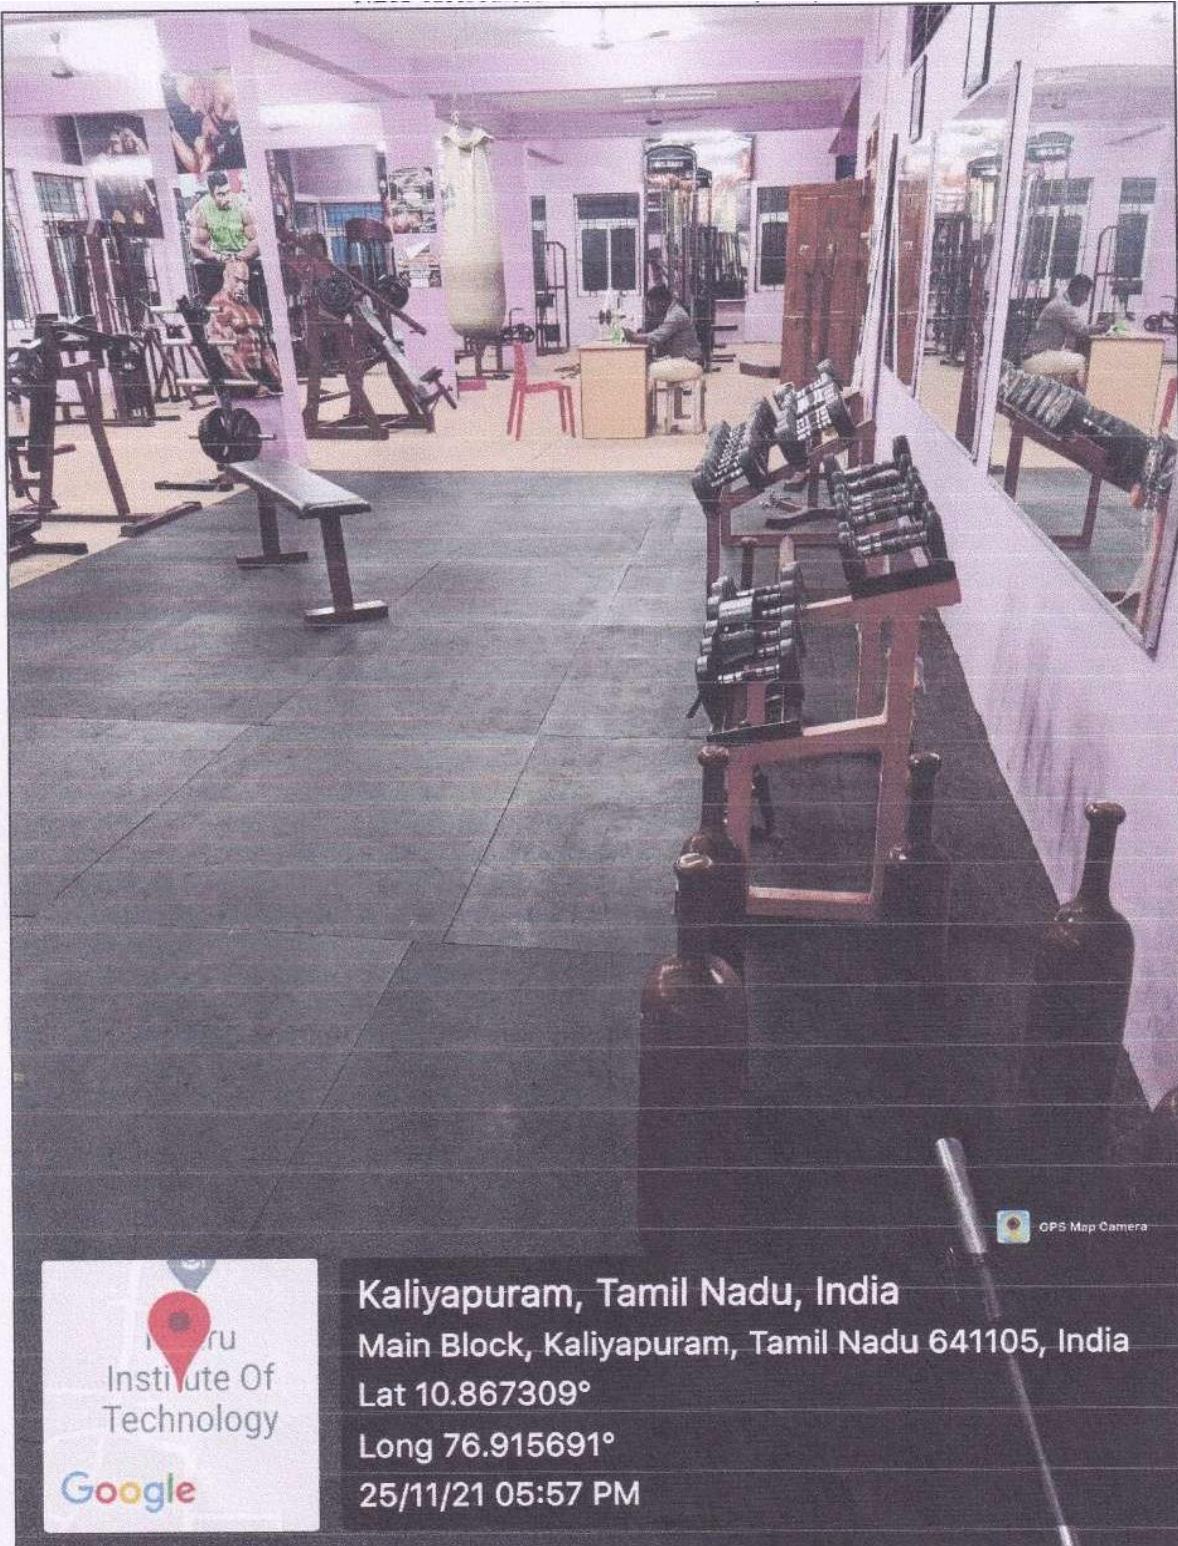 GPS Map Camera
Kaliyapuram, Tamil Nadu, India
Main Block, Kaliyapuram, Tamil Nadu 641105, India
Lat 10.867309°
Long 76.915691°
25/11/21 05:57 PM
Institute Of
Technology
Google